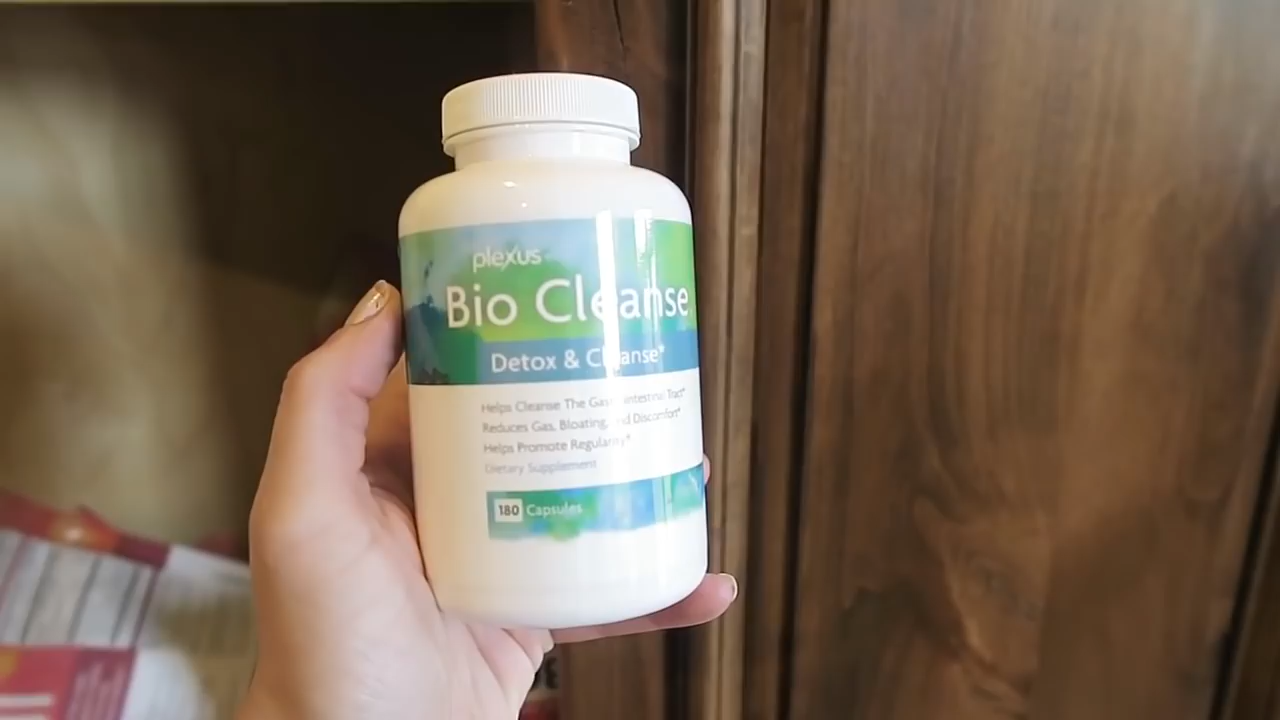 plexus
Bio Cleanse
Detox & Cleanse*
Helps Cleanse The Gastrointestinal Tract*
Reduces Gas, Bloating, and Discomfort*
Helps Promote Regularity*
Dietary Supplement
180 Capsules